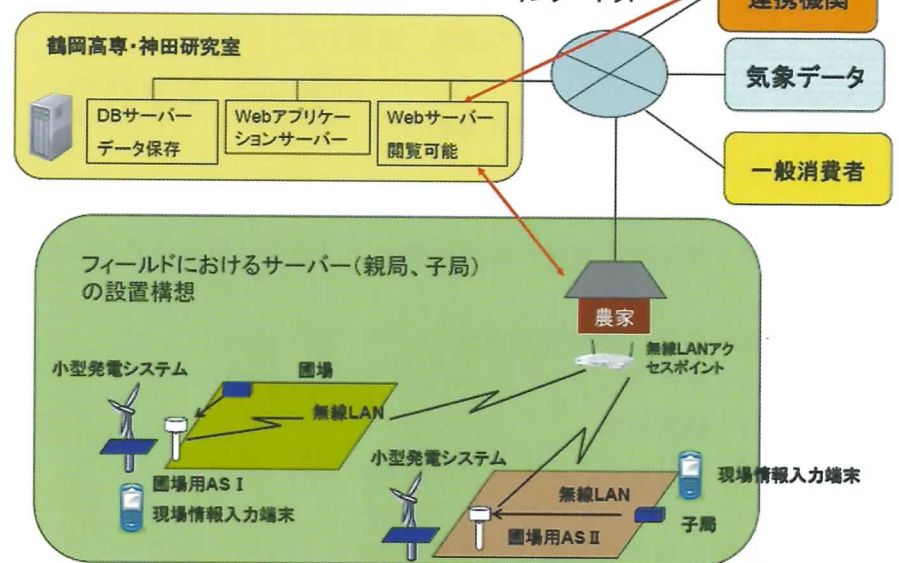 連携機関
鶴岡高専・神田研究室
気象データ
DBサーバー
データ保存
Webアプリケー
ションサーバー
Webサーバー
閲覧可能
一般消費者
フィールドにおけるサーバー(親局、子局)
の設置構想
農家
無線LANアク
セスポイント
小型発電システム
圃場
無線LAN
圃場用AS I
現場情報入力端末
小型発電システム
現場情報入力端末
無線LAN
子局
圃場用ASⅡ